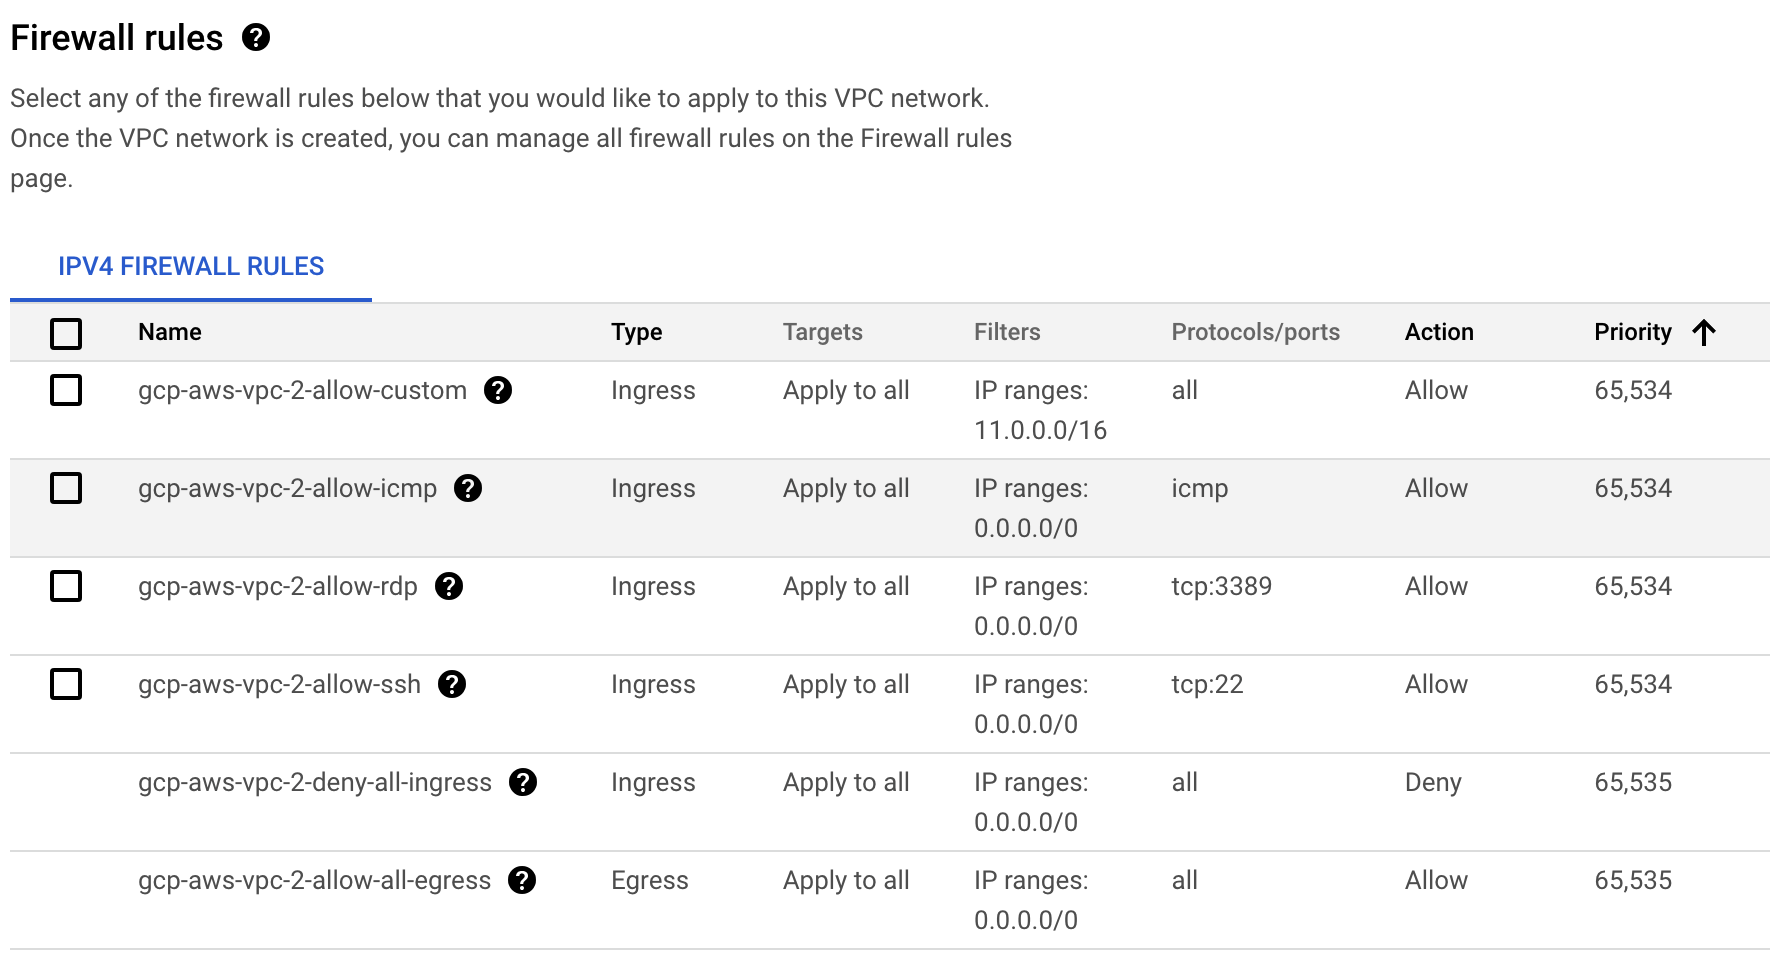 Firewall rules
Select any of the firewall rules below that you would like to apply to this VPC network.
Once the VPC network is created, you can manage all firewall rules on the Firewall rules
page.
IPV4 FIREWALL RULES
Name Type Targets Filters Protocols/ports Action Priority
gcp-aws-vpc-2-allow-custom Ingress Apply to all IP ranges: all Allow 65,534
11.0.0.0/16
gcp-aws-vpc-2-allow-icmp Ingress Apply to all IP ranges: icmp Allow 65,534
0.0.0.0/0
gcp-aws-vpc-2-allow-rdp Ingress Apply to all IP ranges: tcp:3389 Allow 65,534
0.0.0.0/0
gcp-aws-vpc-2-allow-ssh Ingress Apply to all IP ranges: tcp:22 Allow 65,534
0.0.0.0/0
gcp-aws-vpc-2-deny-all-ingress Ingress Apply to all IP ranges: all Deny 65,535
0.0.0.0/0
gcp-aws-vpc-2-allow-all-egress Egress Apply to all IP ranges: all Allow 65,535
0.0.0.0/0